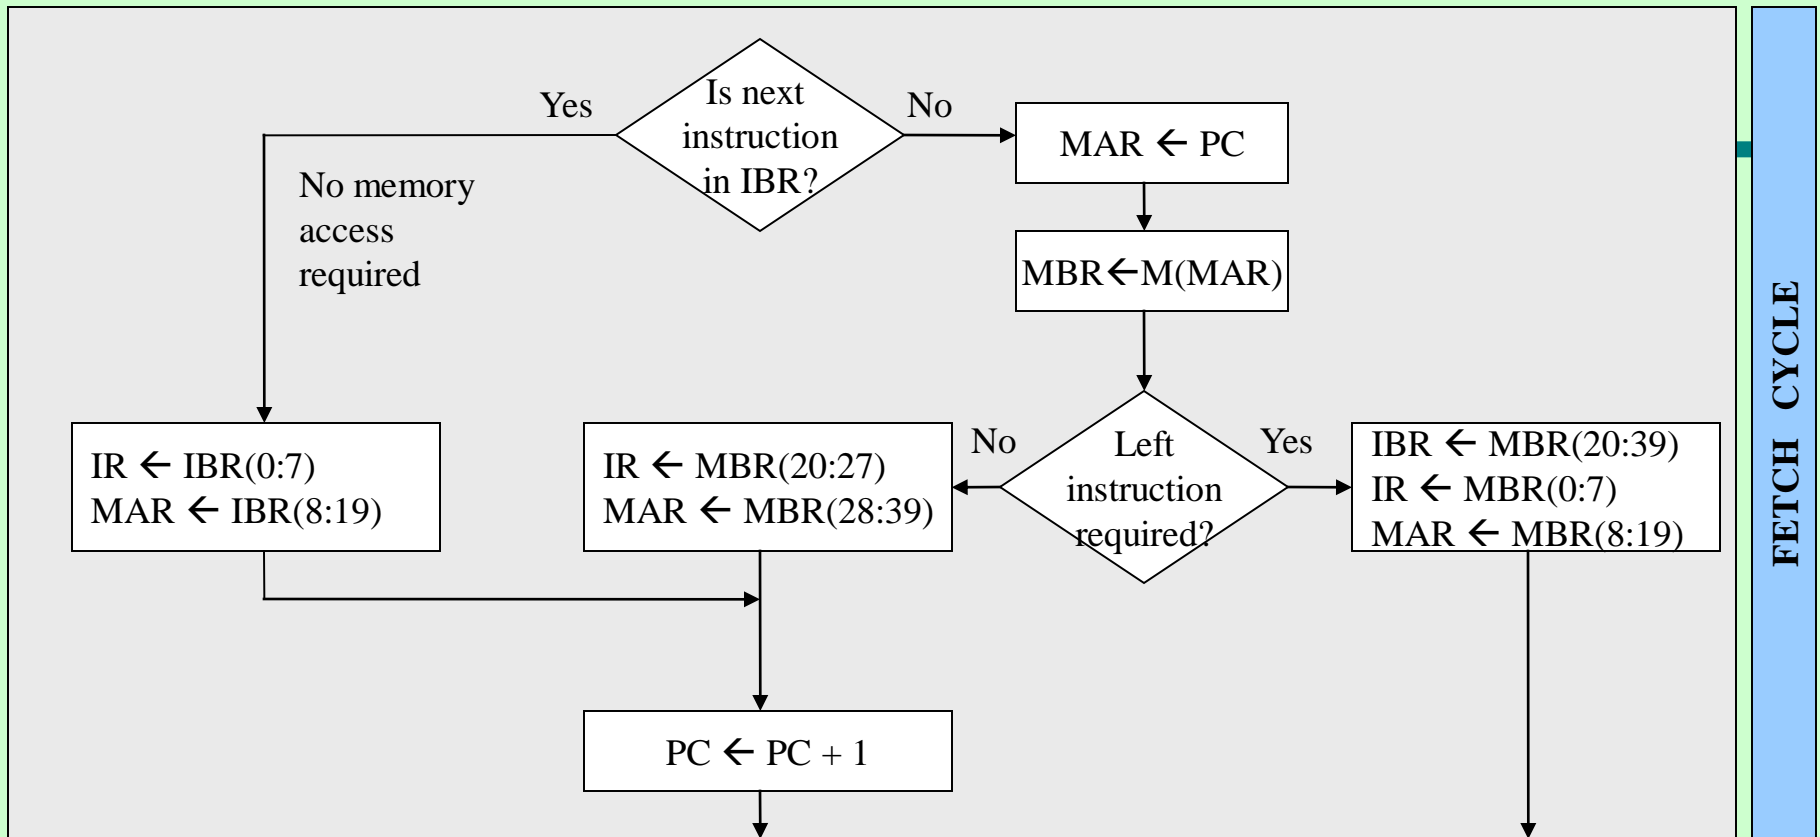 Is next
instruction
in IBR?
Yes
No
MAR ← PC
No memory
access
required
MBR←M(MAR)
Left
instruction
required?
No
Yes
IR ← IBR(0:7)
MAR ← IBR(8:19)
IR ← MBR(20:27)
MAR ← MBR(28:39)
IBR ← MBR(20:39)
IR ← MBR(0:7)
MAR ← MBR(8:19)
PC ← PC + 1
FETCH CYCLE